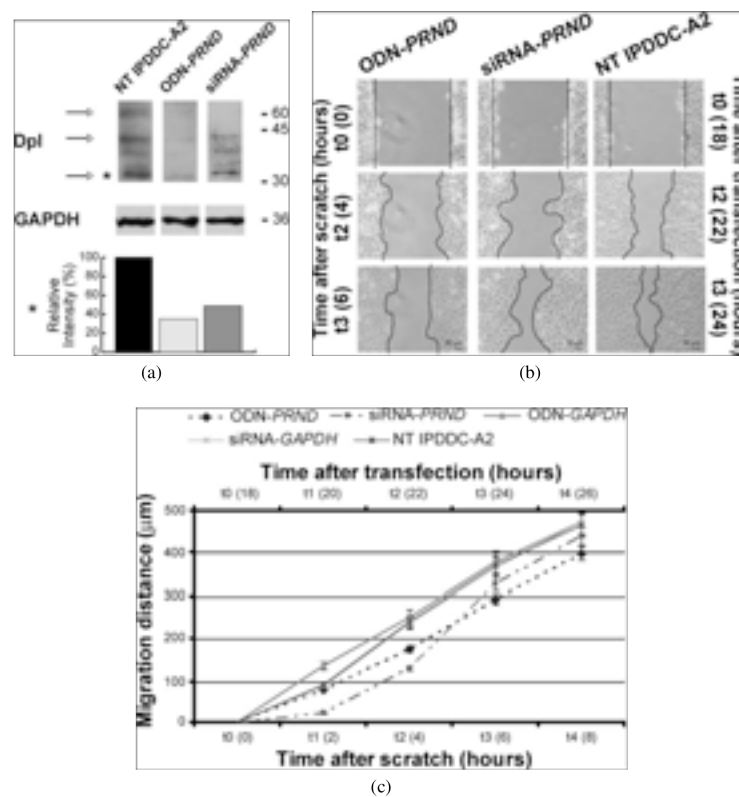 NT IPDDC-A2
ODN-PRND
siRNA-PRND
Dpl
- 60
- 45
*
- 30
GAPDH
- 36
*
Relative
Intensity (%)
100
80
60
40
20
0
(a)
ODN-PRND
siRNA-PRND
NT IPDDC-A2
Time after scratch (hours)
t0 (0)
t2 (4)
t3 (6)
Time after transfection (hours)
t0 (18)
t2 (22)
t3 (24)
(b)
ODN-PRND
siRNA-PRND
ODN-GAPDH
siRNA-GAPDH
NT IPDDC-A2
Time after transfection (hours)
t0 (18)
t1 (20)
t2 (22)
t3 (24)
t4 (26)
Migration distance (μm)
500
400
300
200
100
0
t0 (0)
t1 (2)
t2 (4)
t3 (6)
t4 (8)
Time after scratch (hours)
(c)